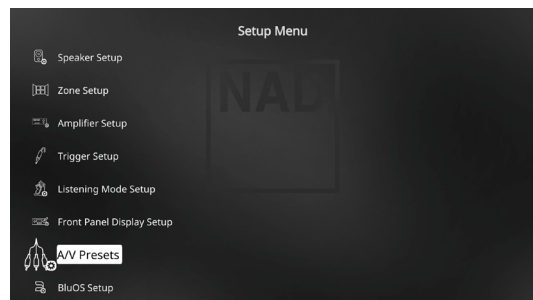 Setup Menu
NAD
Speaker Setup
Zone Setup
Amplifier Setup
Trigger Setup
Listening Mode Setup
Front Panel Display Setup
A/V Presets
BluOS Setup